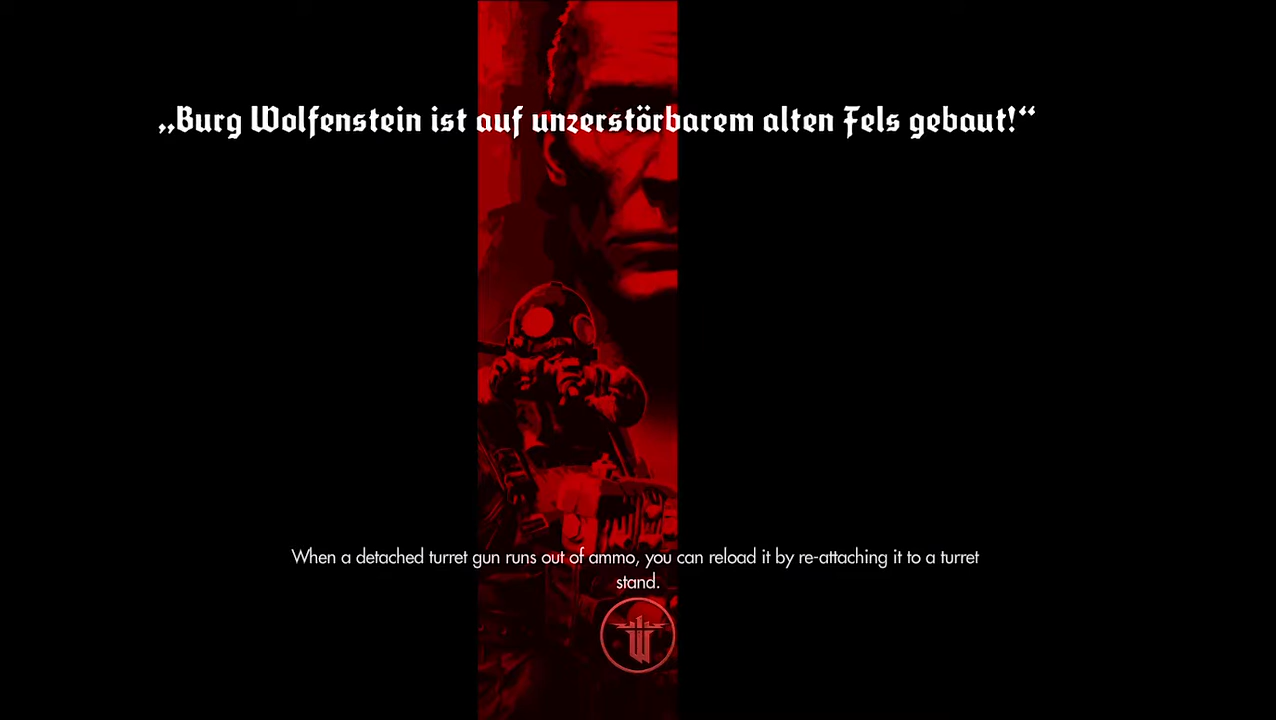 „Burg Wolfenstein ist auf unzerstörbarem alten Fels gebaut!“
When a detached turret gun runs out of ammo, you can reload it by re-attaching it to a turret
stand.